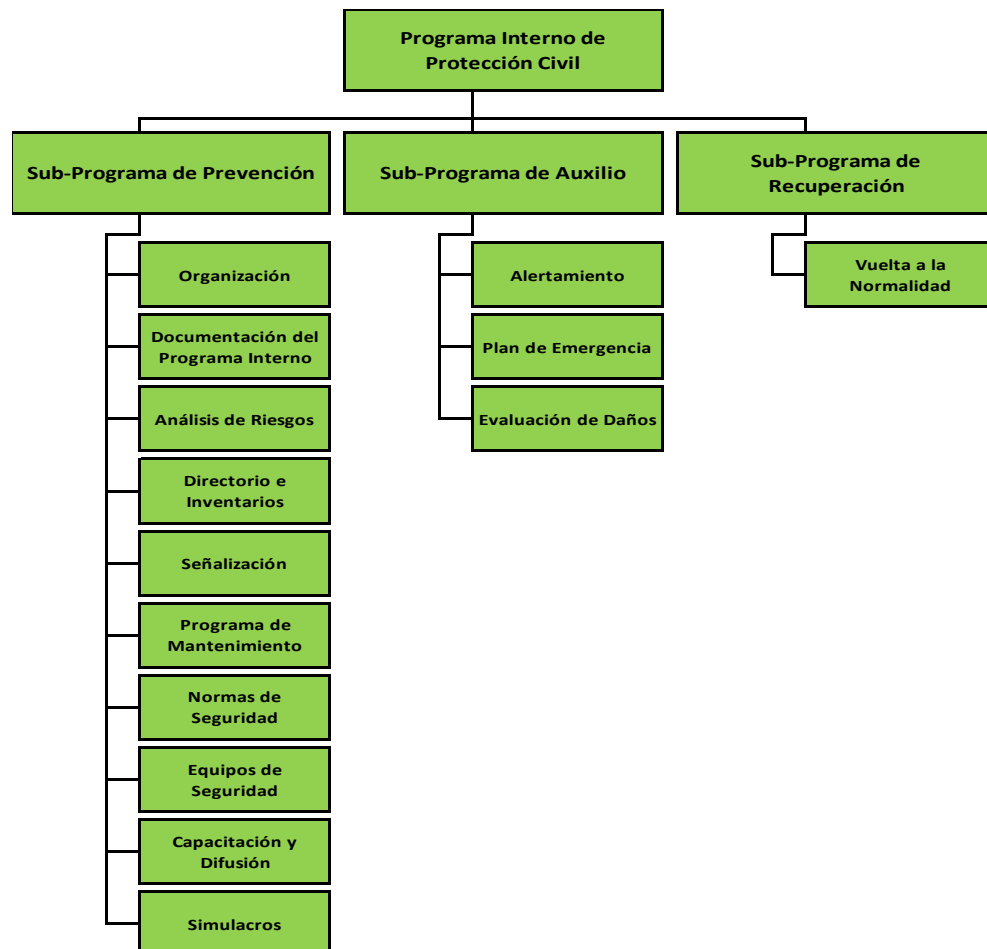 Programa Interno de
Protección Civil
Sub-Programa de Prevención
Sub-Programa de Auxilio
Sub-Programa de
Recuperación
Organización
Documentación del
Programa Interno
Análisis de Riesgos
Directorio e
Inventarios
Señalización
Programa de
Mantenimiento
Normas de
Seguridad
Equipos de
Seguridad
Capacitación y
Difusión
Simulacros
Alertamiento
Plan de Emergencia
Evaluación de Daños
Vuelta a la
Normalidad